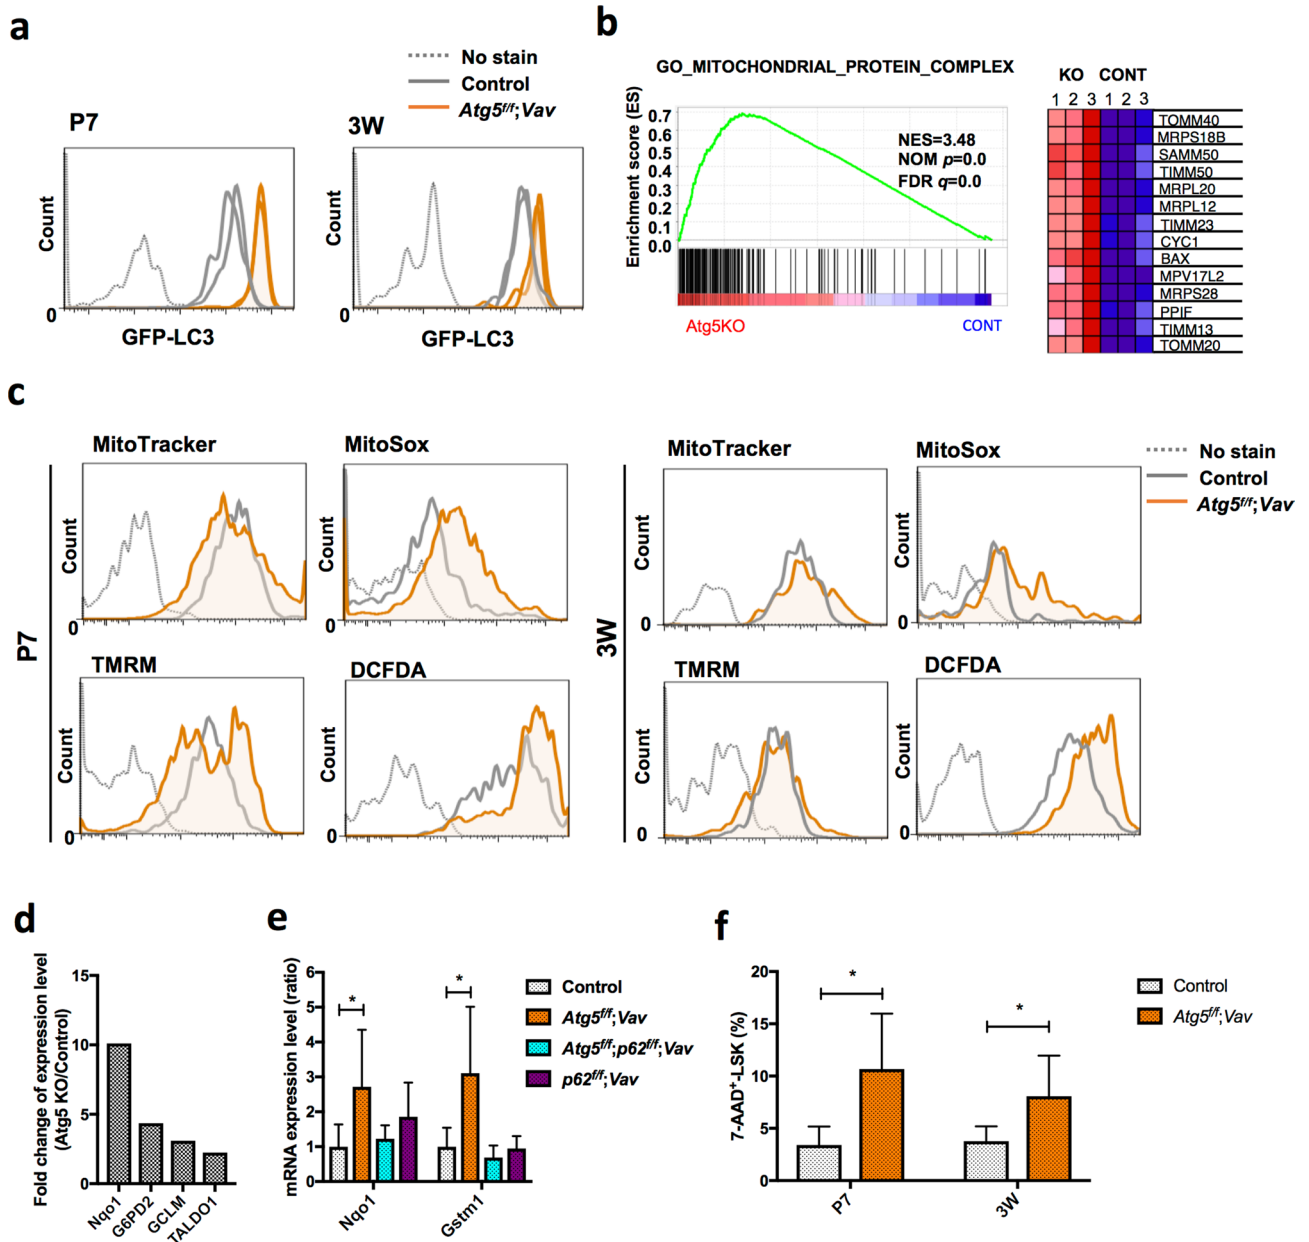 a
No stain
Control
Atg5f/f;Vav
P7
3W
Count
GFP-LC3
Count
GFP-LC3
b
GO_MITOCHONDRIAL_PROTEIN_COMPLEX
Enrichment score (ES)
0.7
0.6
0.5
0.4
0.3
0.2
0.1
0.0
NES=3.48
NOM p=0.0
FDR q=0.0
Atg5KO
CONT
KO CONT
1 2 3 1 2 3
TOMM40
MRPS18B
SAMM50
TIMM50
MRPL20
MRPL12
TIMM23
CYC1
BAX
MPV17L2
MRPS28
PPIF
TIMM13
TOMM20
c
P7
MitoTracker
Count
0
MitoSox
Count
0
TMRM
Count
0
DCFDA
Count
0
3W
MitoTracker
Count
0
MitoSox
Count
0
No stain
Control
Atg5f/f;Vav
TMRM
Count
0
DCFDA
Count
0
d
Fold change of expression level
(Atg5 KO/Control)
15
10
5
0
Nqo1
G6PD2
GCLM
TALDO1
e
mRNA expression level (ratio)
6
5
4
3
2
1
0
*
*
Nqo1
Gstm1
Control
Atg5f/f;Vav
Atg5f/f;p62f/f;Vav
p62f/f;Vav
f
7-AAD+-LSK (%)
20
15
10
5
0
*
*
P7
3W
Control
Atg5f/f;Vav